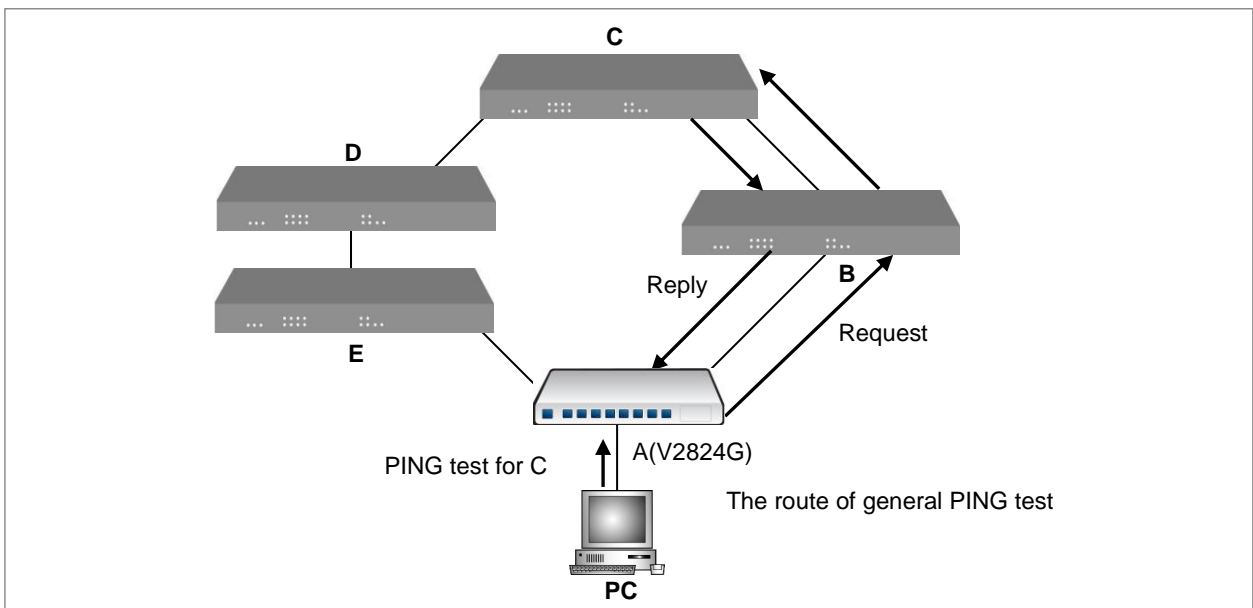 C
D
B
Reply
Request
E
A(V2824G)
PING test for C
The route of general PING test
PC